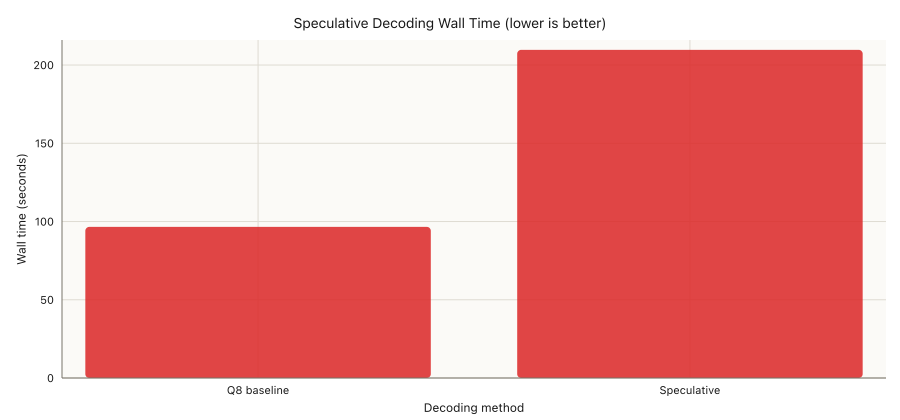 Speculative Decoding Wall Time (lower is better)
Wall time (seconds)
200
150
100
50
0
Q8 baseline
Speculative
Decoding method